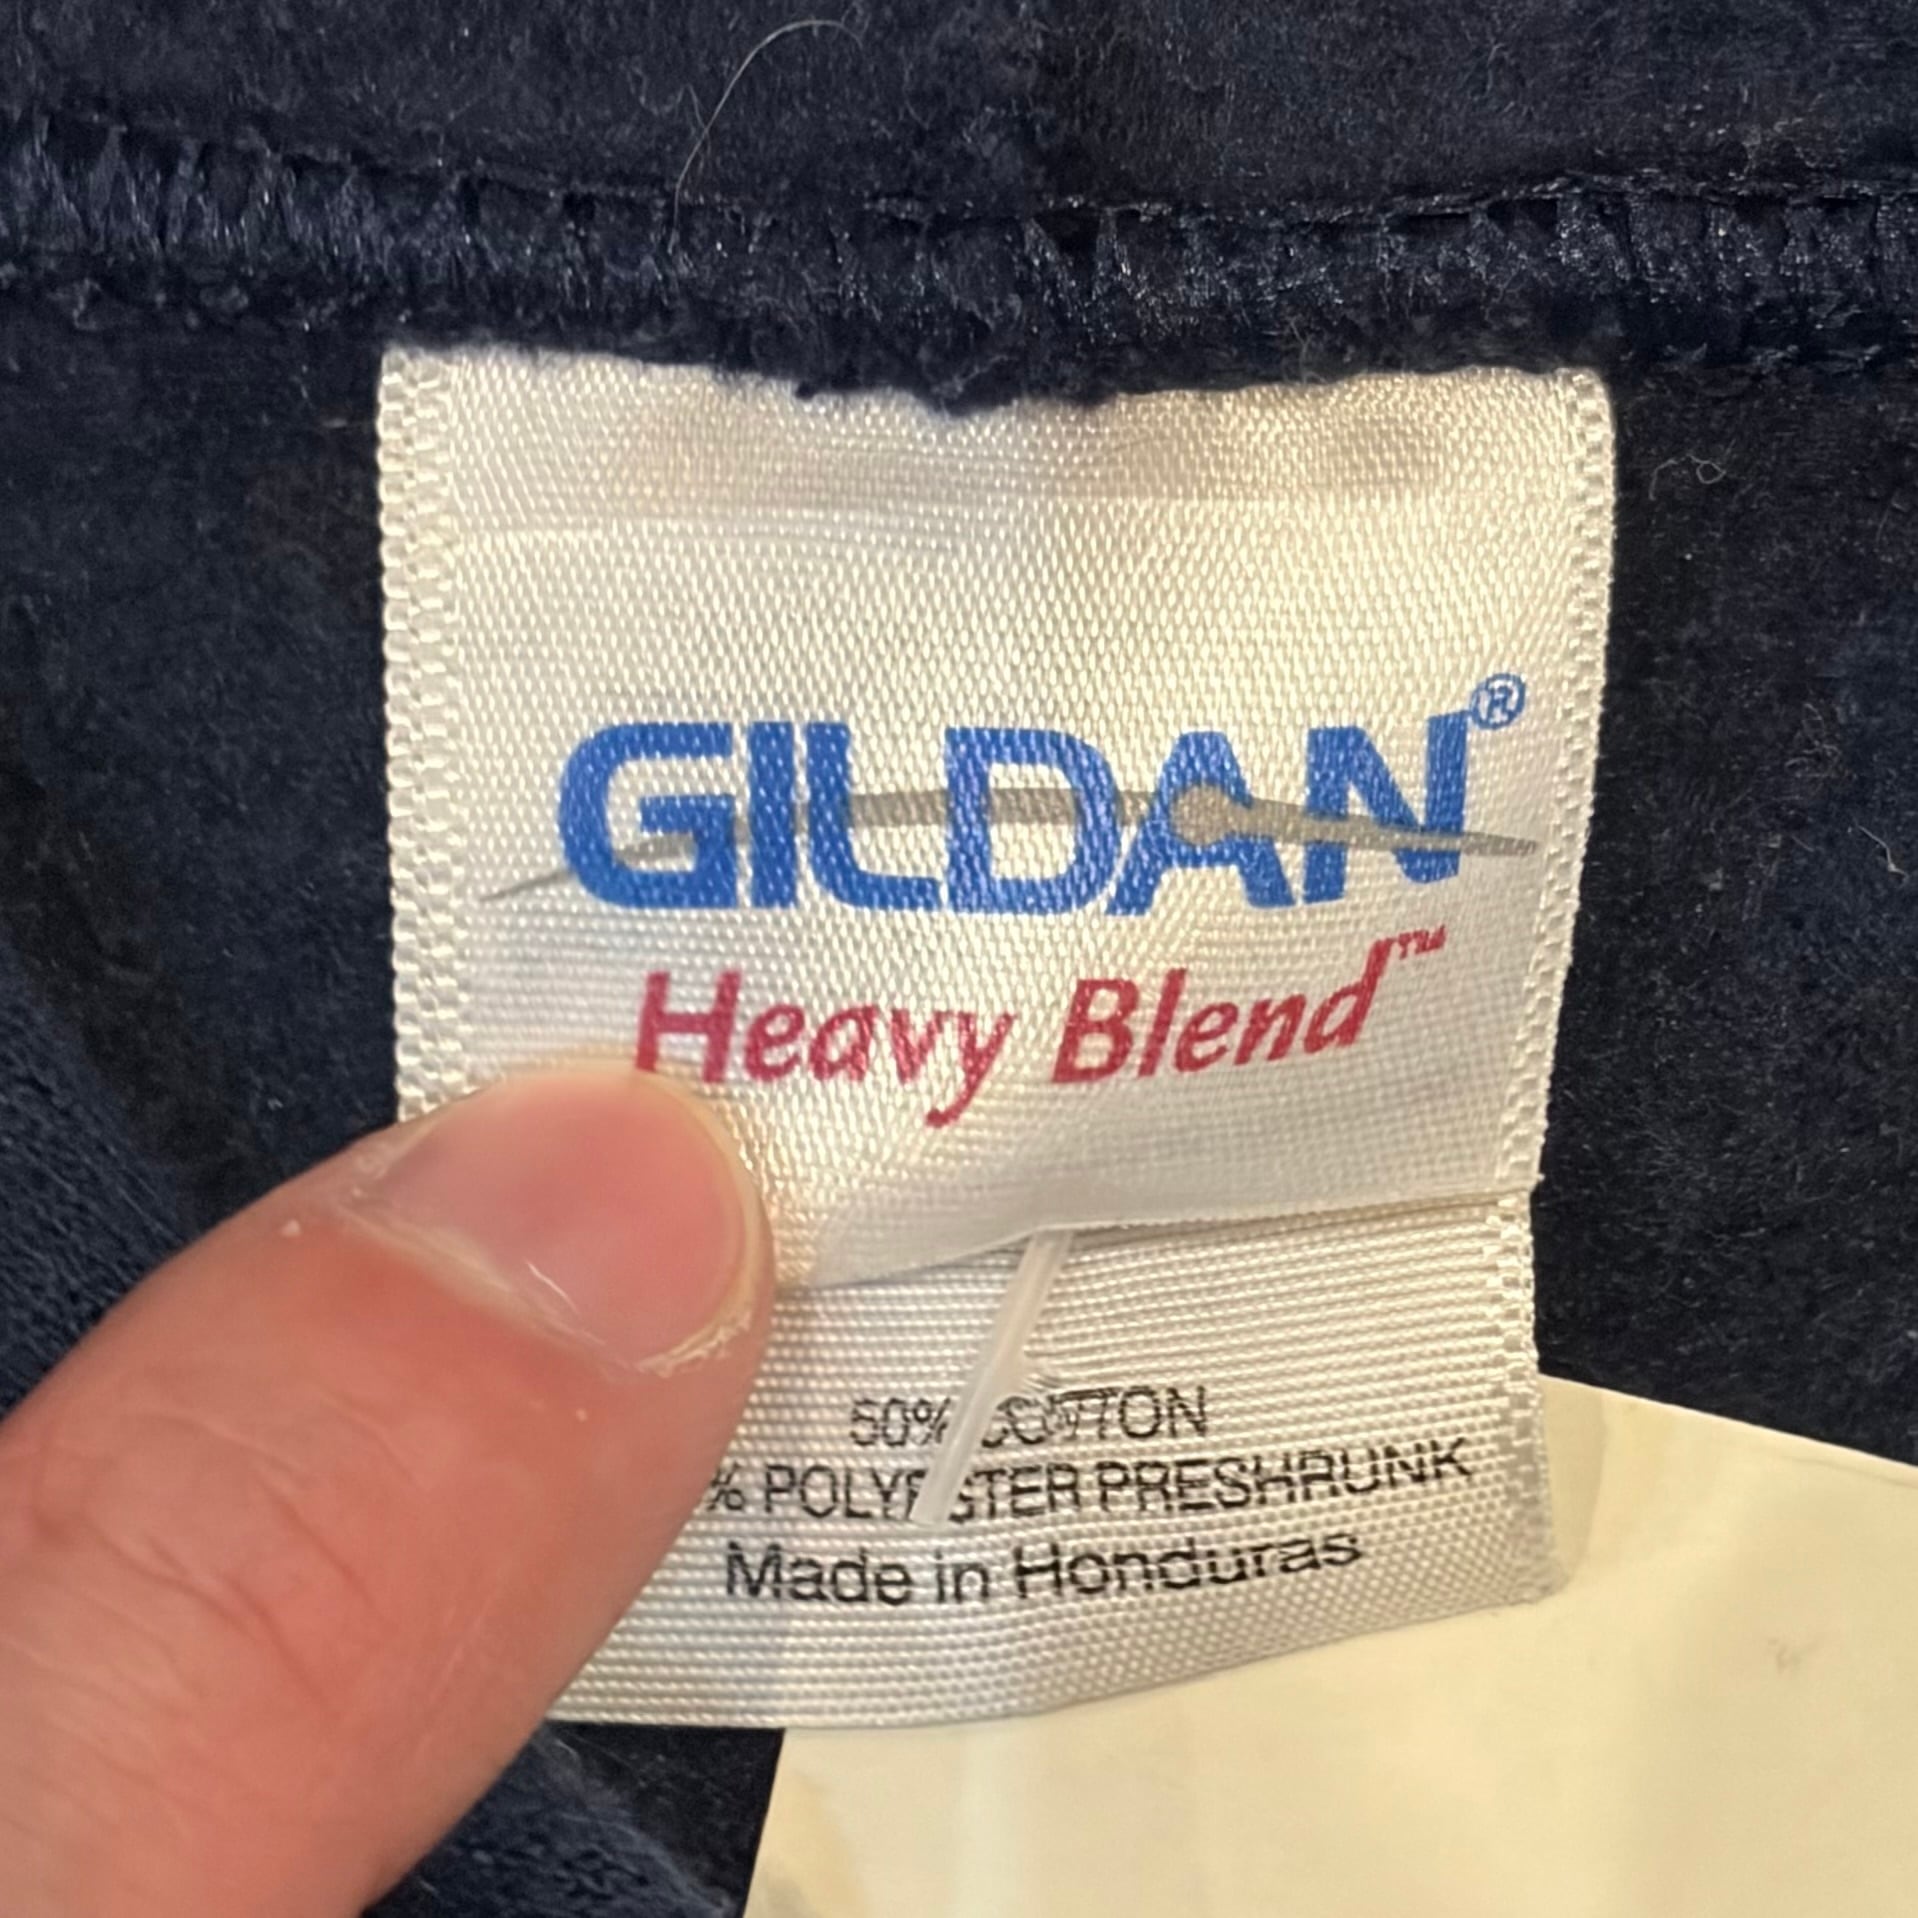 GILDAN®
Heavy Blend™
50% COTTON
% POLYESTER PRESHRUNK
Made in Honduras